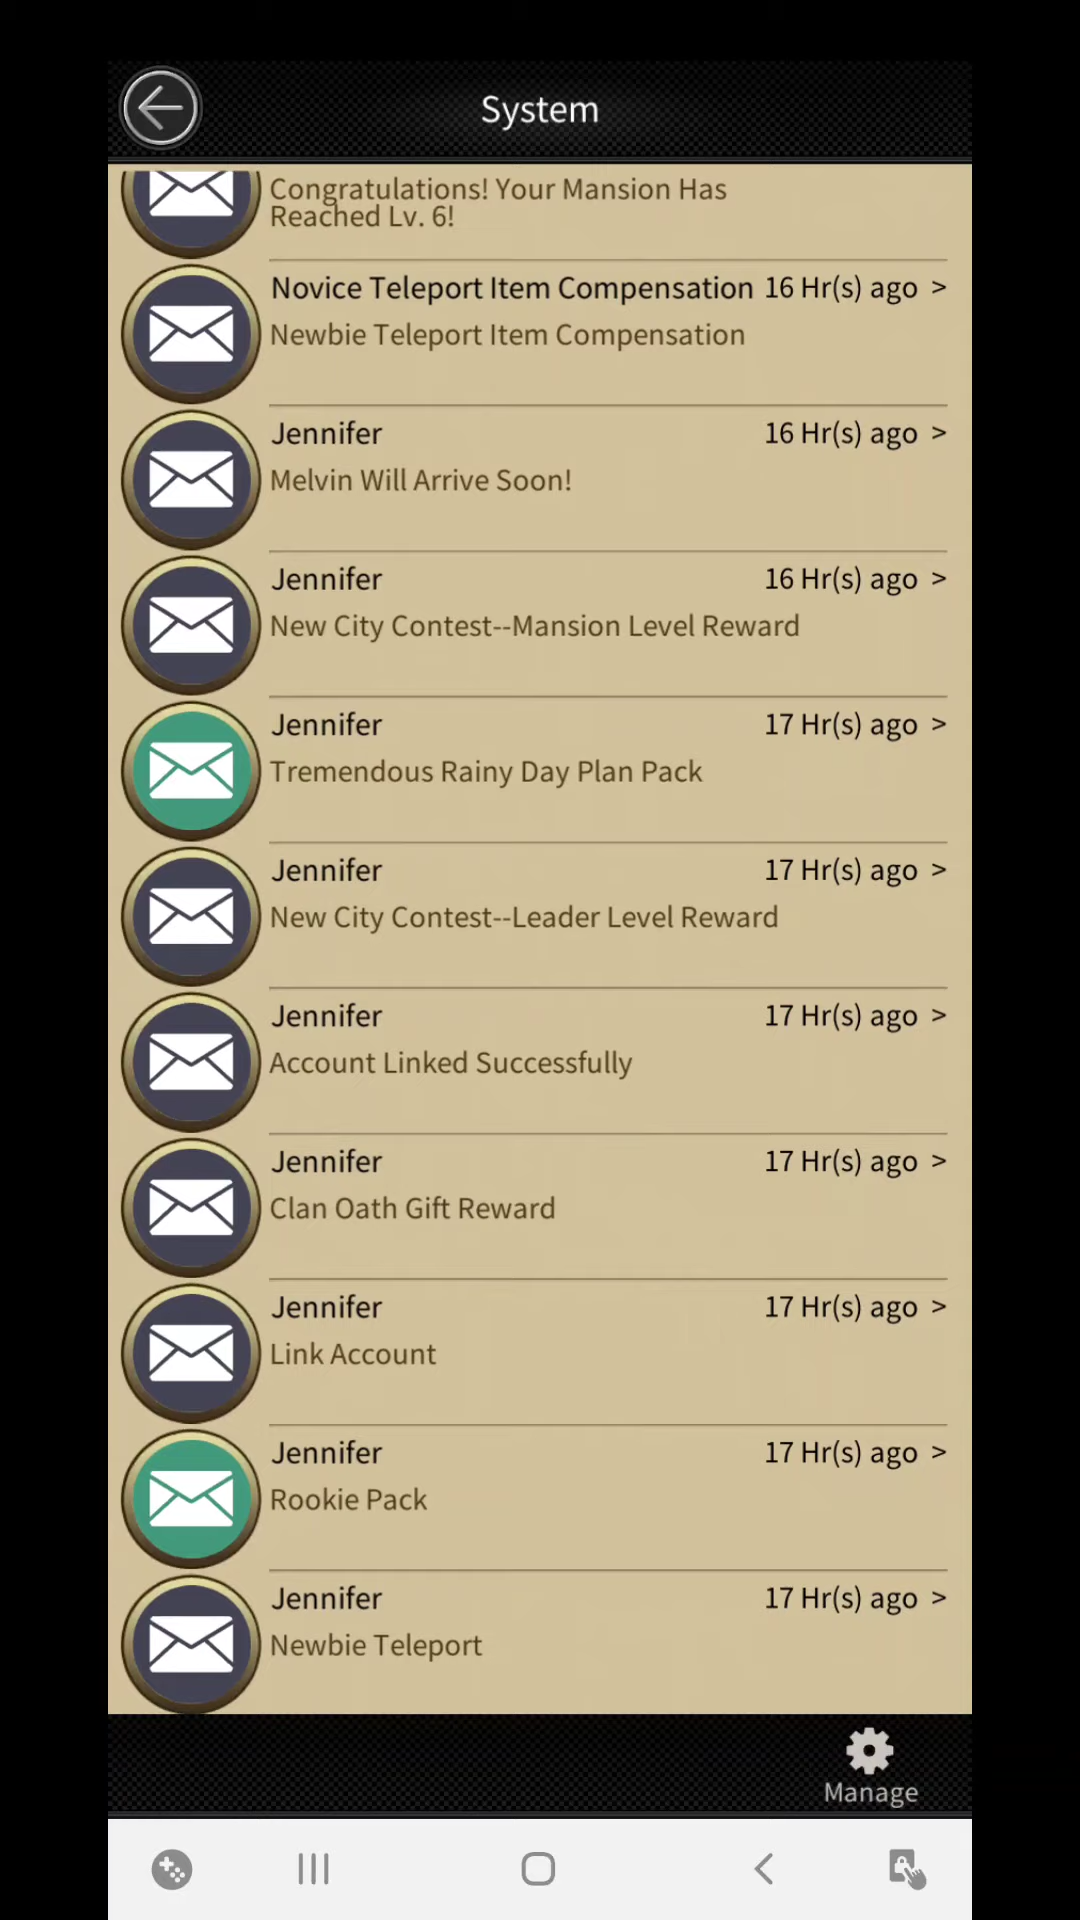 System
Congratulations! Your Mansion Has
Reached Lv. 6!
Novice Teleport Item Compensation 16 Hr(s) ago >
Newbie Teleport Item Compensation
Jennifer 16 Hr(s) ago >
Melvin Will Arrive Soon!
Jennifer 16 Hr(s) ago >
New City Contest--Mansion Level Reward
Jennifer 17 Hr(s) ago >
Tremendous Rainy Day Plan Pack
Jennifer 17 Hr(s) ago >
New City Contest--Leader Level Reward
Jennifer 17 Hr(s) ago >
Account Linked Successfully
Jennifer 17 Hr(s) ago >
Clan Oath Gift Reward
Jennifer 17 Hr(s) ago >
Link Account
Jennifer 17 Hr(s) ago >
Rookie Pack
Jennifer 17 Hr(s) ago >
Newbie Teleport
Manage